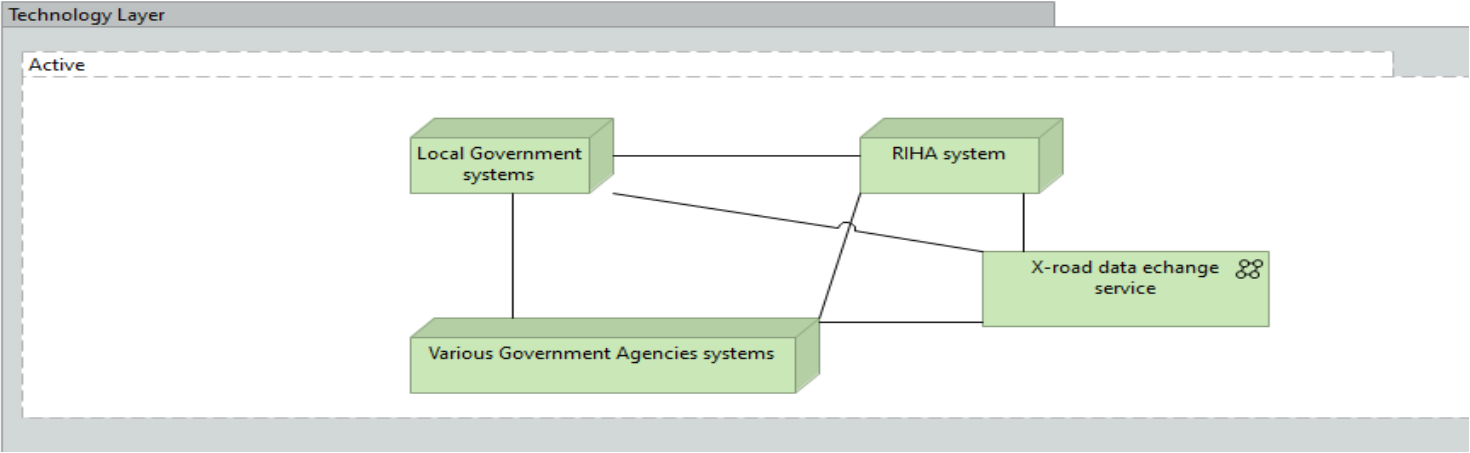 Technology Layer
Active
Local Government
systems
RIHA system
X-road data echange
service
Various Government Agencies systems